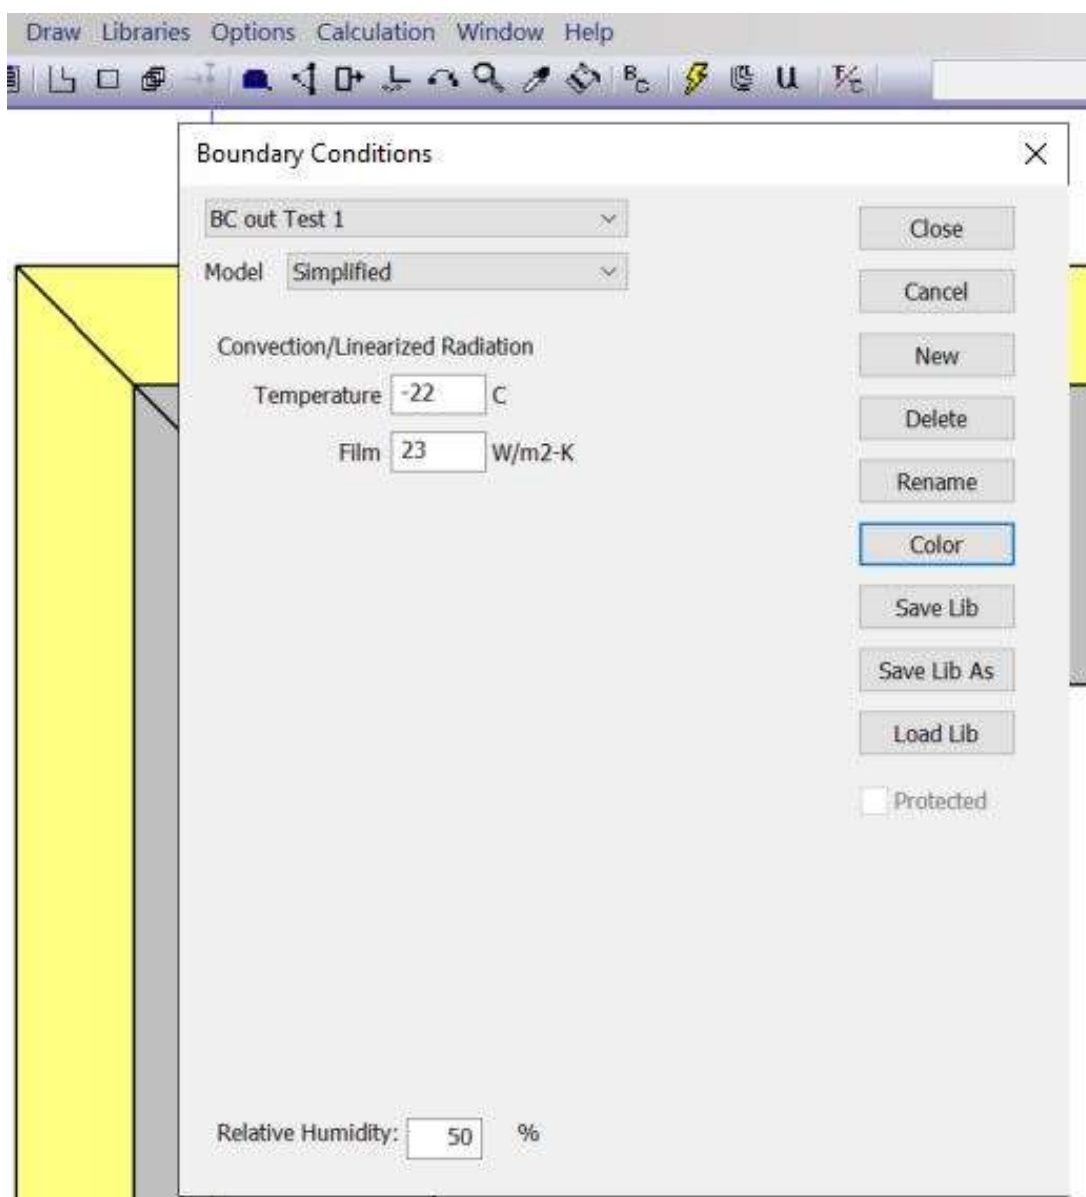 Draw Libraries Options Calculation Window Help
BC U T/C
Boundary Conditions
BC out Test 1
Close
Model Simplified
Cancel
Convection/Linearized Radiation
New
Temperature -22 C
Delete
Film 23 W/m2-K
Rename
Color
Save Lib
Save Lib As
Load Lib
Protected
Relative Humidity: 50 %